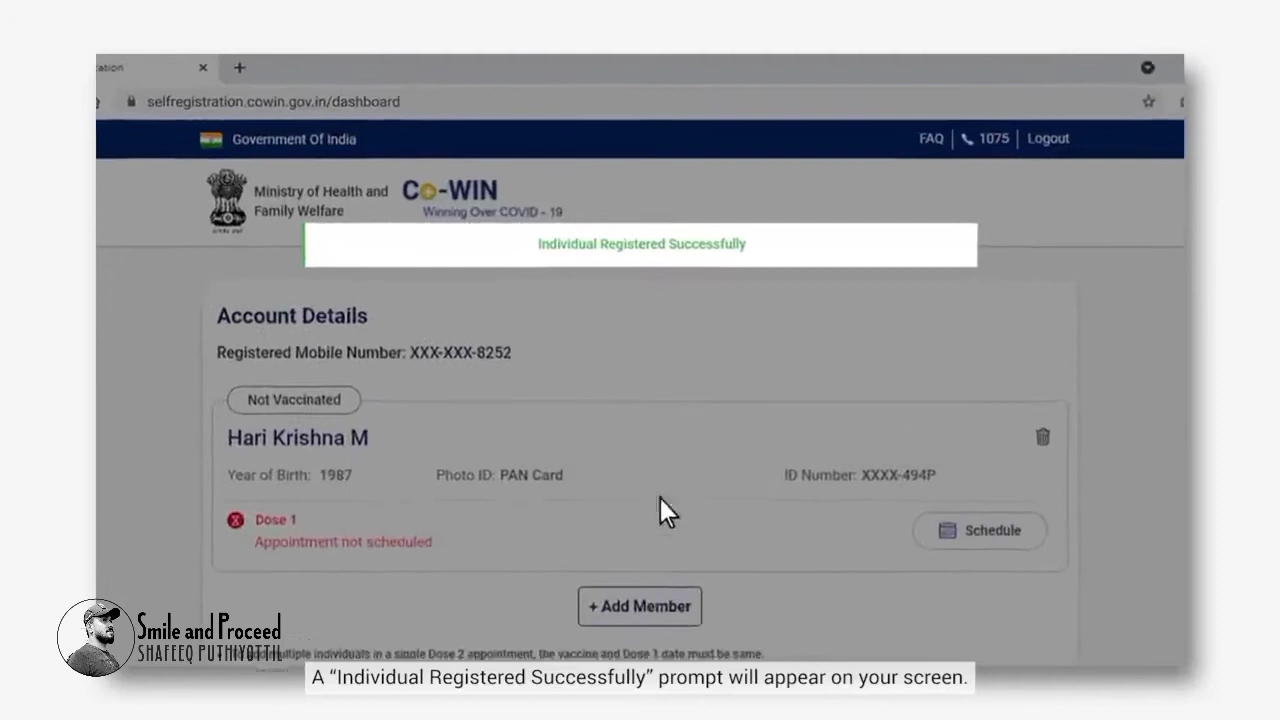 ation
selfregistration.cowin.gov.in/dashboard
Government Of India
FAQ
1075
Logout
Ministry of Health and
Family Welfare
Co-WIN
Winning Over COVID - 19
Individual Registered Successfully
Account Details
Registered Mobile Number: XXX-XXX-8252
Not Vaccinated
Hari Krishna M
Year of Birth: 1987
Photo ID: PAN Card
ID Number: XXXX-494P
Dose 1
Appointment not scheduled
Schedule
+ Add Member
multiple individuals in a single Dose 2 appointment, the vaccine and Dose 1 date must be same.
Smile and Proceed
SHAFEEQ PUTHIYOTTIL
A “Individual Registered Successfully” prompt will appear on your screen.